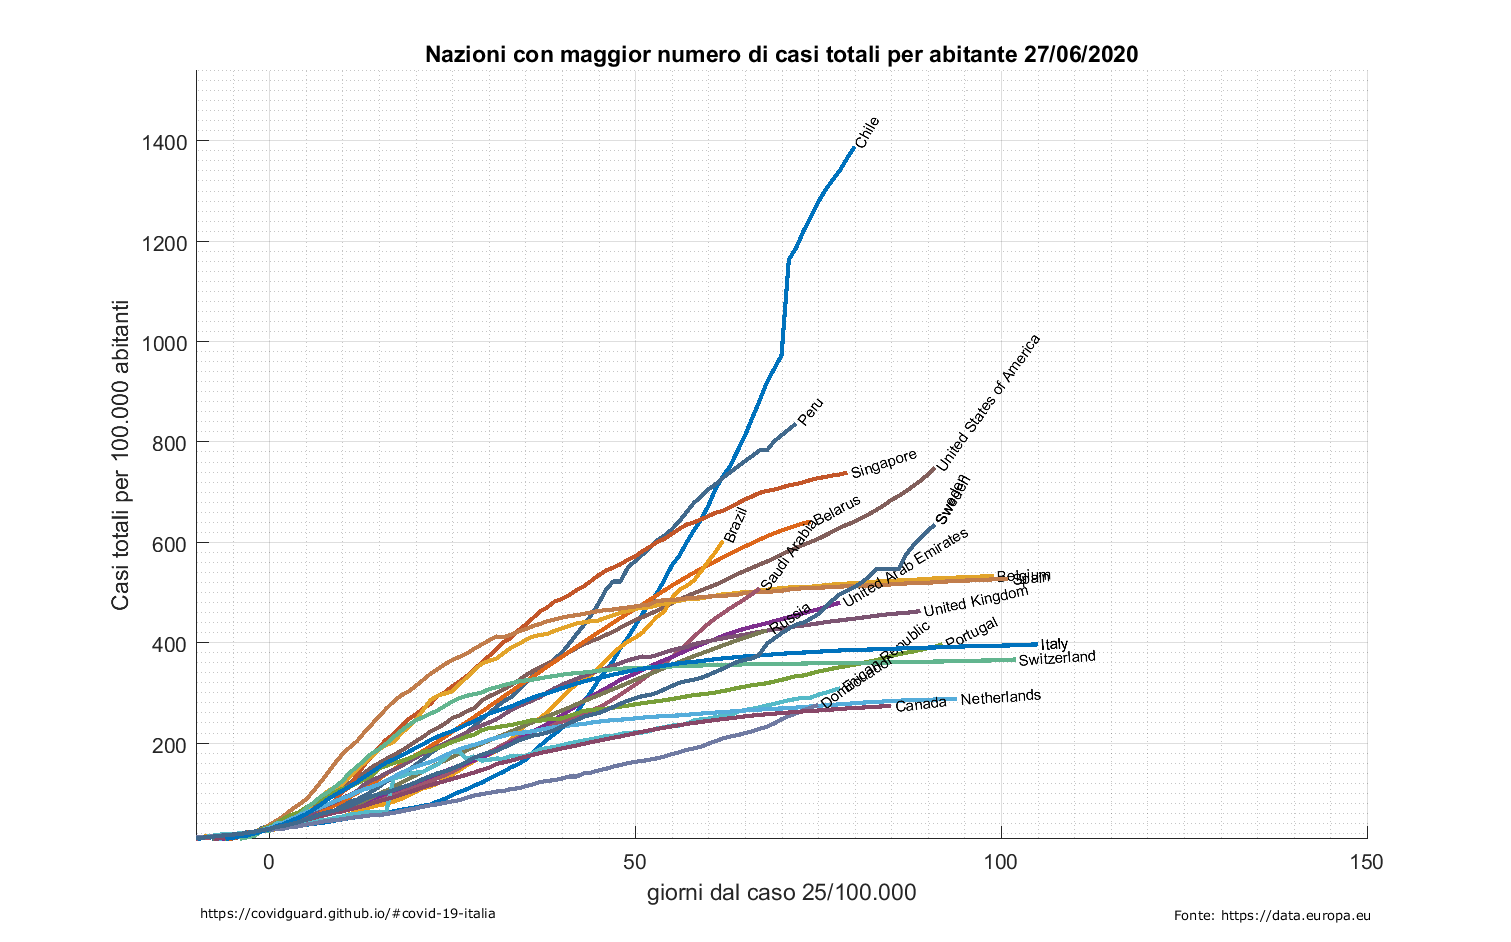 Nazioni con maggior numero di casi totali per abitante 27/06/2020
Casi totali per 100.000 abitanti
1400
1200
1000
800
600
400
200
Chile
United States of America
Peru
Singapore
Sweden
Brazil
Belarus
Saudi Arabia
United Arab Emirates
Belgium
Spain
United Kingdom
Russia
Portugal
Italy
Switzerland
Dominican Republic
Ecuador
Netherlands
Canada
0
50
100
150
giorni dal caso 25/100.000
https://covidguard.github.io/#covid-19-italia
Fonte: https://data.europa.eu